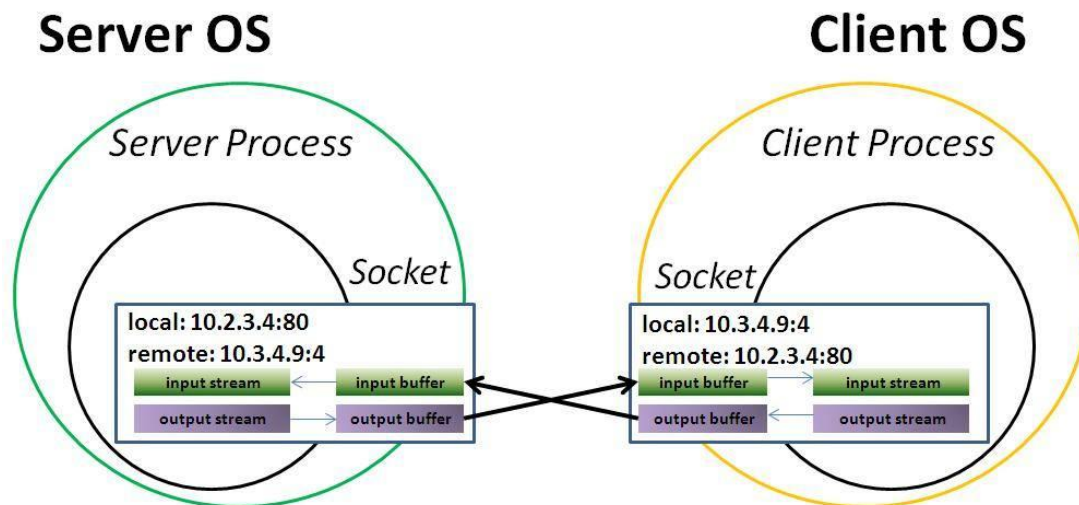 Server OS
Client OS
Server Process
Client Process
Socket
Socket
local: 10.2.3.4:80
remote: 10.3.4.9:4
input stream
input buffer
output stream
output buffer
local: 10.3.4.9:4
remote: 10.2.3.4:80
input buffer
input stream
output buffer
output stream